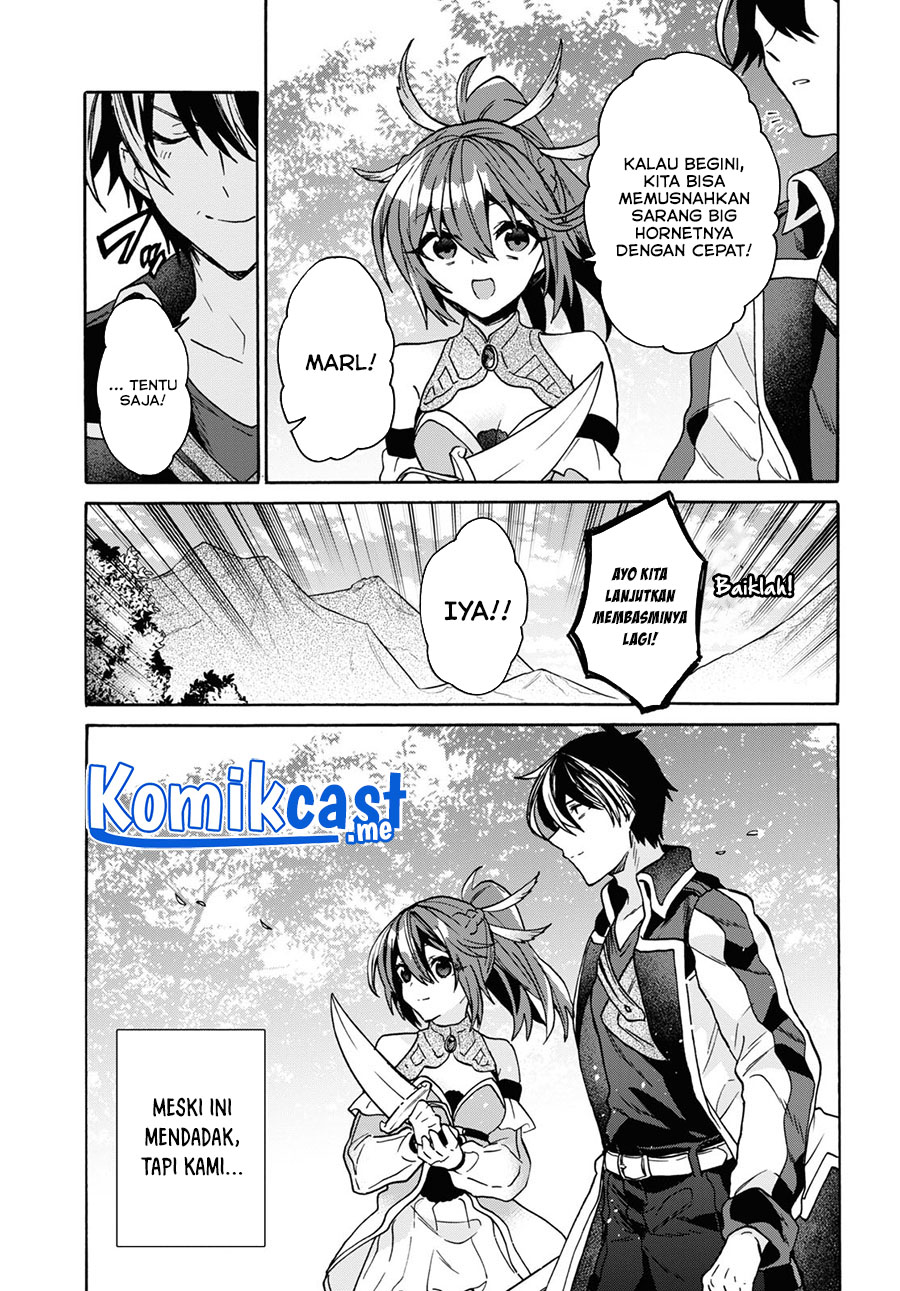 KALAU BEGINI,
KITA BISA
MEMUSNAHKAN
SARANG BIG
HORNETNYA
DENGAN CEPAT!
MARL!
... TENTU
SAJA!
AYO KITA
LANJUTKAN
MEMBASMINYA
LAGI!
Baiklah!
IYA!!
Komikcast
.me
MESKI INI
MENDADAK,
TAPI KAMI...